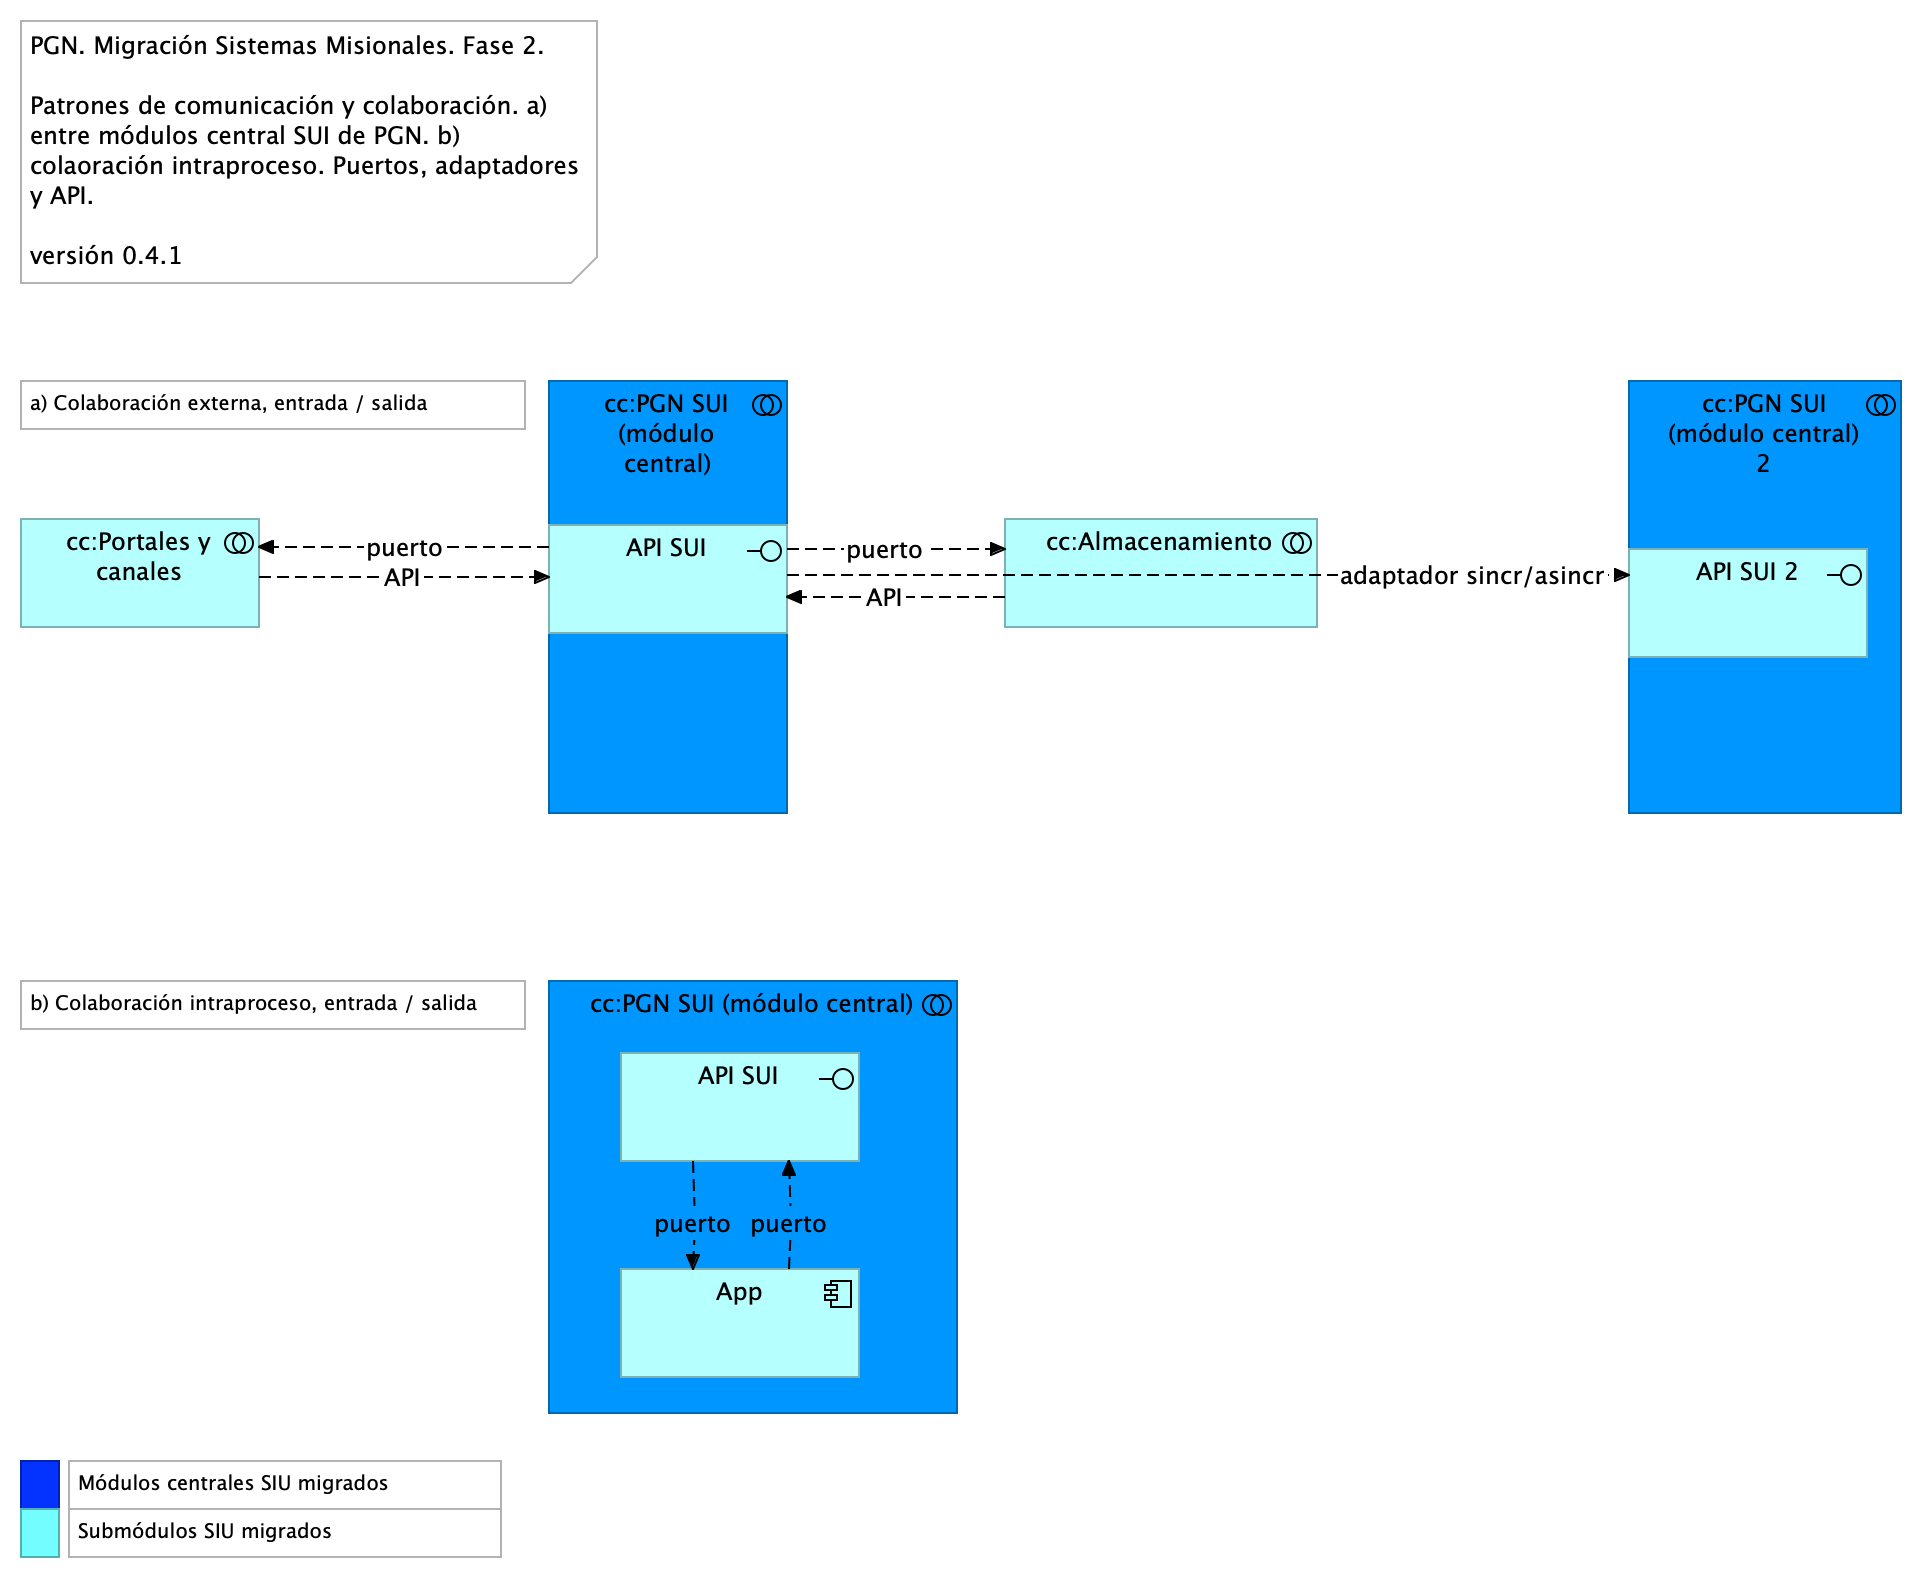 PGN. Migración Sistemas Misionales. Fase 2.
Patrones de comunicación y colaboración. a)
entre módulos central SUI de PGN. b)
colaoración intraproceso. Puertos, adaptadores
y API.
versión 0.4.1
a) Colaboración externa, entrada / salida
cc:PGN SUI
(módulo
central)
cc:PGN SUI
(módulo central)
2
cc:Portales y
canales
puerto
API
API SUI
puerto
API
cc:Almacenamiento
adaptador sincr/asincr
API SUI 2
b) Colaboración intraproceso, entrada / salida
cc:PGN SUI (módulo central)
API SUI
puerto puerto
App
Módulos centrales SIU migrados
Submódulos SIU migrados